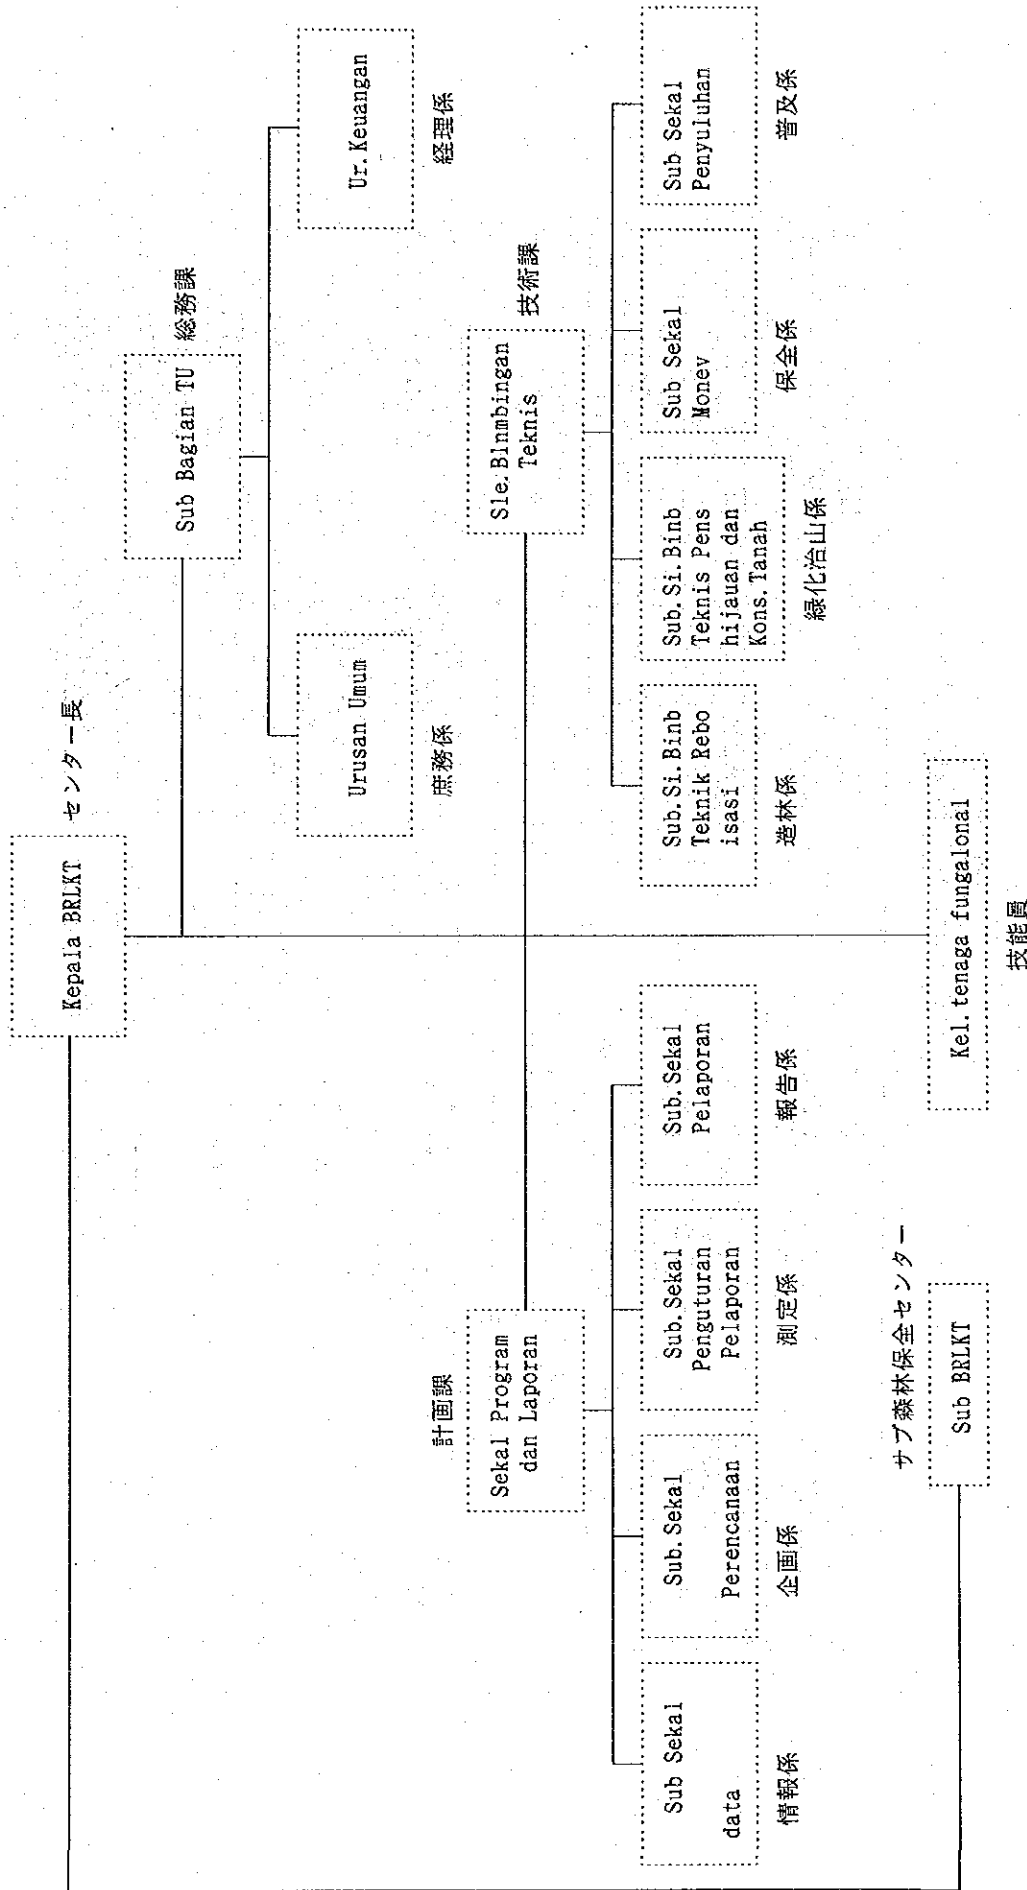 Kepala BRLKT
センター長
Sub Bagian TU
総務課
Urusan Umum
庶務係
Ur.Keuangan
経理係
計画課
Sekal Program
dan Laporan
Sle.Blnmbingan
Teknis
技術課
Sub Sekal
data
情報係
Sub.Sekal
Perencanaan
企画係
Sub.Sekal
Penguturan
Pelaporan
測定係
Sub.Sekal
Pelaporan
報告係
Sub.Si.Binb
Teknik Rebo
isasi
造林係
Sub.Si.Binb
Teknis Pens
hijauan dan
Kons.Tanah
緑化治山係
Sub Sekal
Monev
保全係
Sub Sekal
Penyuluhan
普及係
サブ森林保全センター
Sub BRLKT
Kel.tenaga fungalonal
技能員